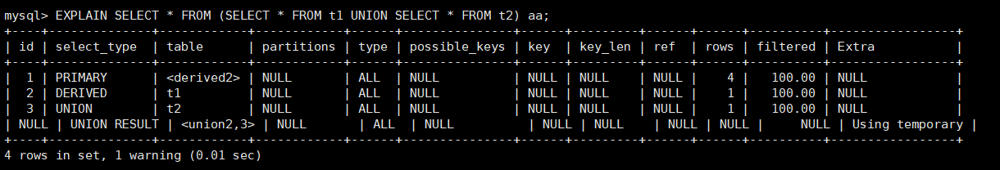 mysql> EXPLAIN SELECT * FROM (SELECT * FROM t1 UNION SELECT * FROM t2) aa;
+----+--------------+------------+------------+------+---------------+------+---------+------+------+----------+-----------------+
| id | select_type  | table      | partitions | type | possible_keys | key  | key_len | ref  | rows | filtered | Extra           |
+----+--------------+------------+------------+------+---------------+------+---------+------+------+----------+-----------------+
|  1 | PRIMARY      | <derived2> | NULL       | ALL  | NULL          | NULL | NULL    | NULL |    4 |   100.00 | NULL            |
|  2 | DERIVED      | t1         | NULL       | ALL  | NULL          | NULL | NULL    | NULL |    1 |   100.00 | NULL            |
|  3 | UNION        | t2         | NULL       | ALL  | NULL          | NULL | NULL    | NULL |    1 |   100.00 | NULL            |
| NULL | UNION RESULT | <union2,3> | NULL       | ALL  | NULL          | NULL | NULL    | NULL | NULL |     NULL | Using temporary |
+----+--------------+------------+------------+------+---------------+------+---------+------+------+----------+-----------------+
4 rows in set, 1 warning (0.01 sec)